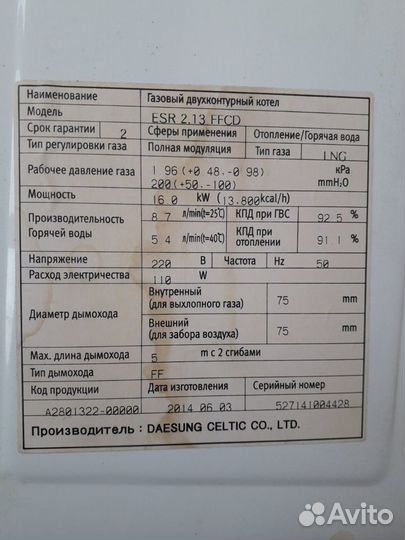 Наименование Газовый двухконтурный котел
Модель ESR 2.13 FFCD
Срок гарантии 2 Сферы применения Отопление/Горячая вода
Тип регулировки газа Полная модуляция Тип газа LNG
Рабочее давление газа 1 96(+0 48.-0 98) kPa
200(+50.-100) mmH₂O
Мощность 16.0 kW (13.800kcal/h)
Производительность Горячей воды 8.7 л/min(t=25℃) КПД при ГВС 92.5 %
5.4 л/min(t=40℃) КПД при отоплении 91.1 %
Напряжение 220 В Частота Hz 50
Расход электричества 110 W
Диаметр дымохода Внутренный (для выхлопного газа) 75 mm
Внешний (для забора воздуха) 75 mm
Мах. длина дымохода 5 m с 2 сгибами
Тип дымохода FF
Код продукции Дата изготовления Серийный номер
A2801322-00000 2014 06 03 527141004428
Производитель : DAESUNG CELTIC CO., LTD.
Avito